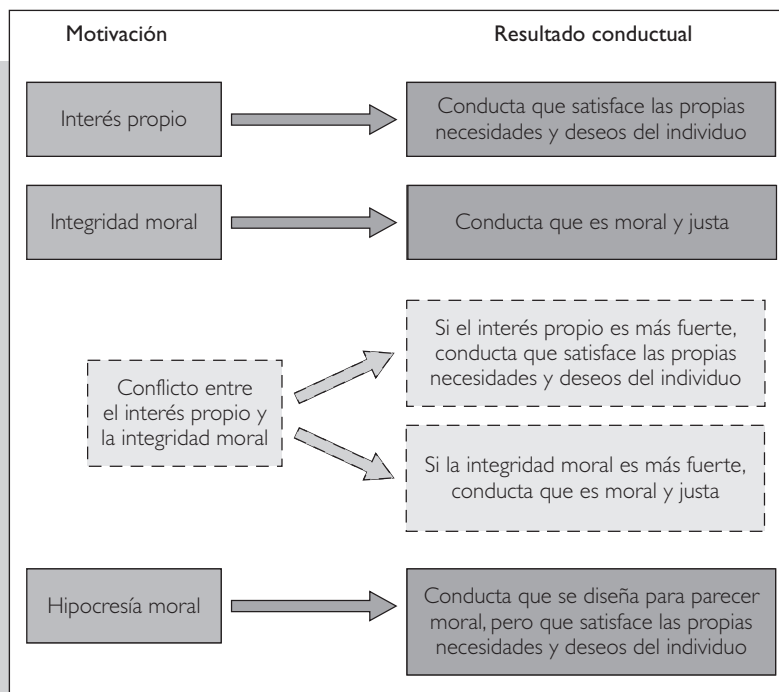 Motivación
Resultado conductual
Interés propio
Conducta que satisface las propias
necesidades y deseos del individuo
Integridad moral
Conducta que es moral y justa
Conflicto entre
el interés propio y
la integridad moral
Si el interés propio es más fuerte,
conducta que satisface las propias
necesidades y deseos del individuo
Si la integridad moral es más fuerte,
conducta que es moral y justa
Hipocresía moral
Conducta que se diseña para parecer
moral, pero que satisface las propias
necesidades y deseos del individuo